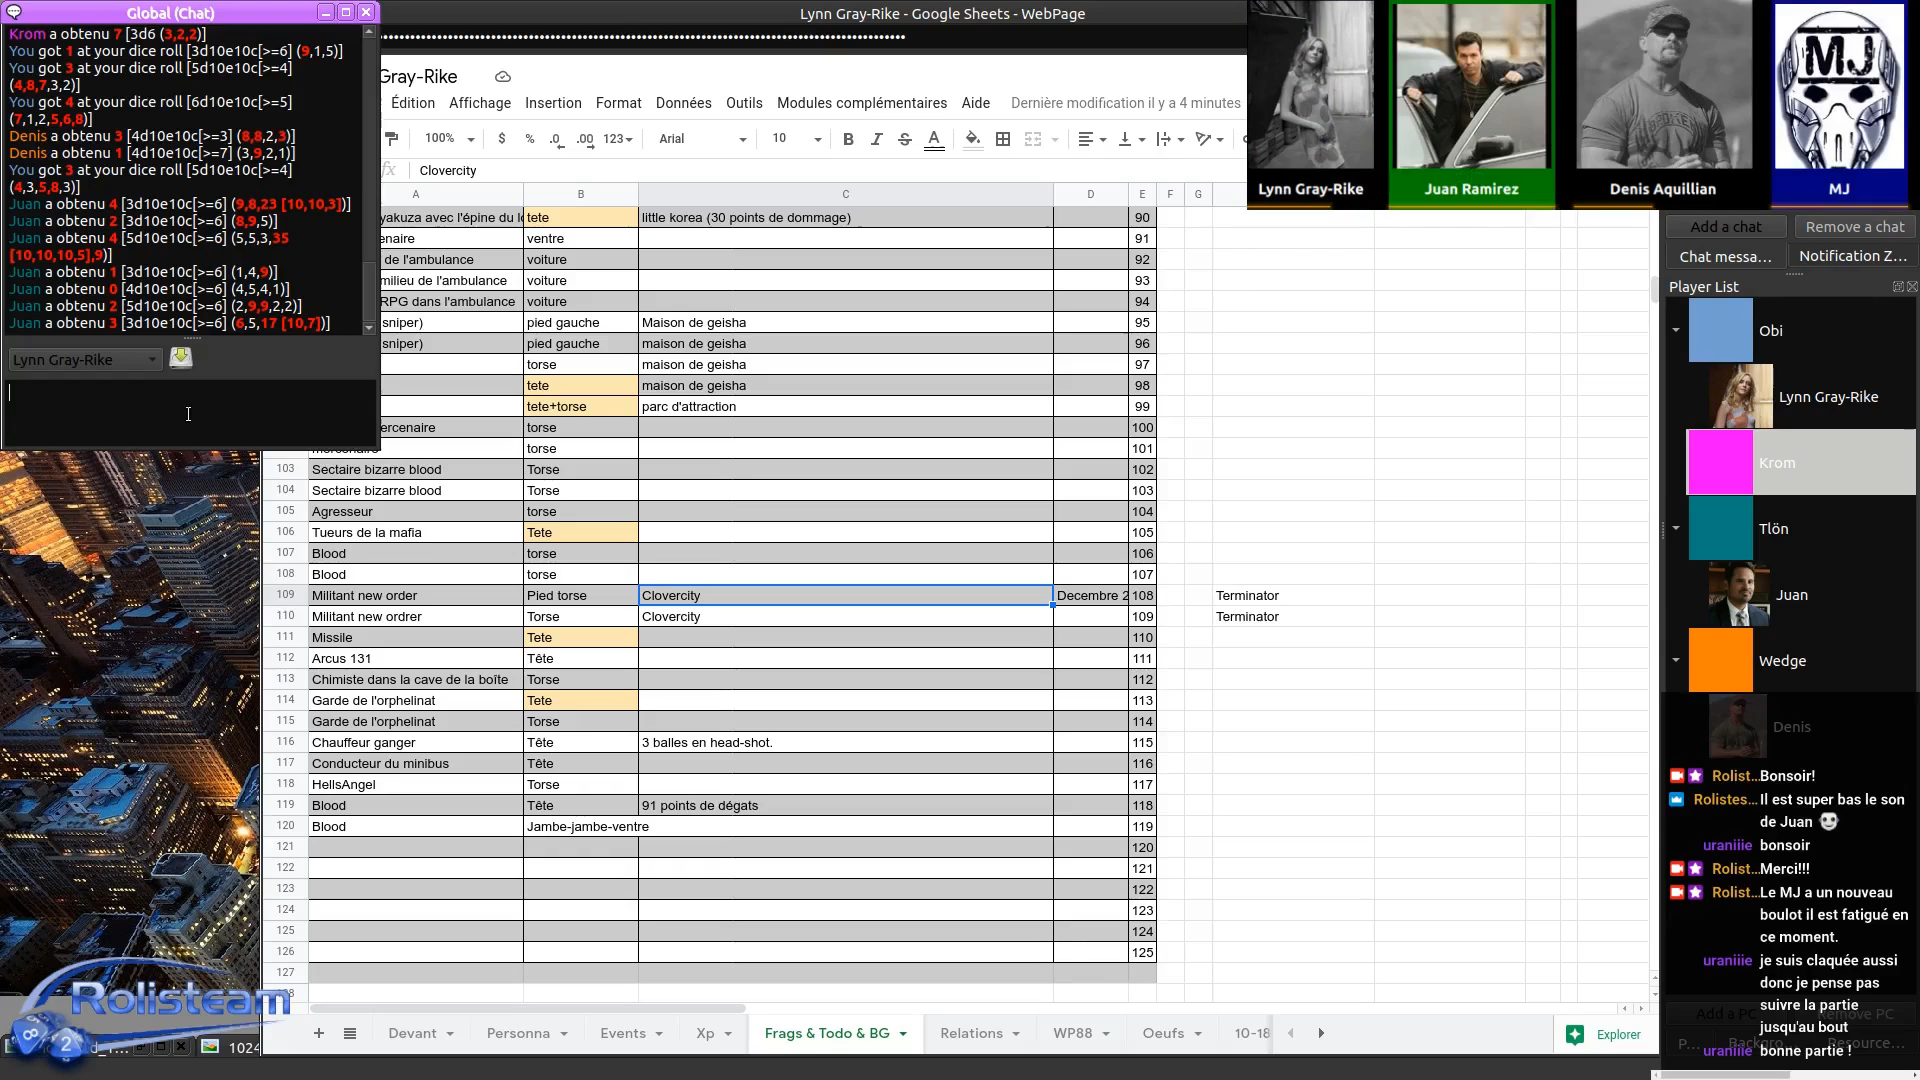 Global (Chat)
Krom a obtenu 7 [3d6 (3,2,2)]
You got 1 at your dice roll [3d10e10c[>=6] (9,1,5)]
You got 3 at your dice roll [5d10e10c[>=4]
(4,8,7,3,2)]
You got 4 at your dice roll [6d10e10c[>=5]
(7,1,2,5,6,8)]
Denis a obtenu 3 [4d10e10c[>=3] (8,8,2,3)]
Denis a obtenu 1 [4d10e10c[>=7] (3,9,2,1)]
You got 3 at your dice roll [5d10e10c[>=4]
(4,3,5,8,3)]
Juan a obtenu 4 [3d10e10c[>=6] (9,8,23 [10,10,3])]
Juan a obtenu 2 [3d10e10c[>=6] (8,9,5)]
Juan a obtenu 4 [5d10e10c[>=6] (5,5,3,35
[10,10,10,5],9)]
Juan a obtenu 1 [3d10e10c[>=6] (1,4,9)]
Juan a obtenu 0 [4d10e10c[>=6] (4,5,4,1)]
Juan a obtenu 2 [5d10e10c[>=6] (2,9,9,2,2)]
Juan a obtenu 3 [3d10e10c[>=6] (6,5,17 [10,7])]
Lynn Gray-Rike
Lynn Gray-Rike - Google Sheets - WebPage
Gray-Rike
Édition Affichage Insertion Format Données Outils Modules complémentaires Aide Dernière modification il y a 4 minutes
100% $ % .0 .00 123 Arial 10 B I S A
fx Clovercity
A B C D E F G
yakuza avec l'épine du l tete little korea (30 points de dommage) 90
enaire ventre 91
de l'ambulance voiture 92
milieu de l'ambulance voiture 93
RPG dans l'ambulance voiture 94
sniper) pied gauche Maison de geisha 95
sniper) pied gauche maison de geisha 96
torse maison de geisha 97
tete maison de geisha 98
tete+torse parc d'attraction 99
ercenaire torse 100
mercenaire torse 101
103 Sectaire bizarre blood Torse 102
104 Sectaire bizarre blood Torse 103
105 Agresseur torse 104
106 Tueurs de la mafia Tete 105
107 Blood torse 106
108 Blood torse 107
109 Militant new order Pled torse Clovercity Decembre 2 108 Terminator
110 Militant new ordrer Torse Clovercity 109 Terminator
111 Missile Tete 110
112 Arcus 131 Tête 111
113 Chimiste dans la cave de la boîte Torse 112
114 Garde de l'orphelinat Tete 113
115 Garde de l'orphelinat Torse 114
116 Chauffeur ganger Tête 3 balles en head-shot. 115
117 Conducteur du minibus Tête 116
118 HellsAngel Torse 117
119 Blood Tête 91 points de dégats 118
120 Blood Jambe-jambe-ventre 119
121 120
122 121
123 122
124 123
125 124
126 125
127
Devant Personna Events Xp Frags & Todo & BG Relations WP88 Oeufs 10-18 Explorer
Rolisteam
8 2
1024
Lynn Gray-Rike
Juan Ramirez
Denis Aquillian
MJ
MJ
Add a chat Remove a chat
Chat messa... Notification Z...
Player List
Obi
Lynn Gray-Rike
Krom
Tlön
Juan
Wedge
Denis
Rolist...Bonsoir!
Rolistes...Il est super bas le son
de Juan
uraniiie bonsoir
Rolist...Merci!!!
Rolist...Le MJ a un nouveau
boulot il est fatigué en
ce moment.
uraniiie je suis claquée aussi
donc je pense pas
suivre la partie
jusqu'au bout
uraniiie bonne partie !
Add a PC Remove PC
P... Backgro... Resource...